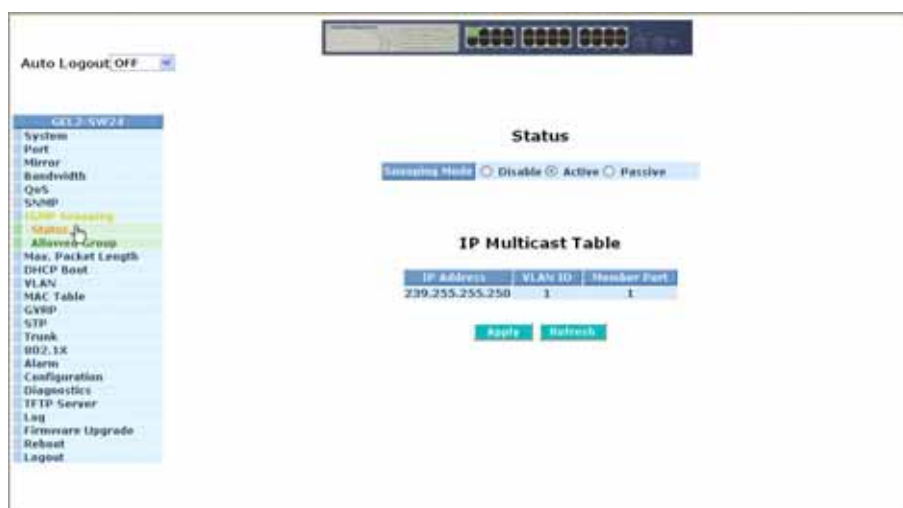 Auto Logout OFF
GEL2-SW24
System
Port
Mirror
Bandwidth
QoS
SNMP
IGMP Snooping
Status
Allowed Group
Max. Packet Length
DHCP Boot
VLAN
MAC Table
GVRP
STP
Trunk
802.1X
Alarm
Configuration
Diagnostics
TFTP Server
Log
Firmware Upgrade
Reboot
Logout
Status
Snooping Mode Disable Active Passive
IP Multicast Table
IP Address VLAN ID Member Port
239.255.255.250 1 1
Apply Refresh